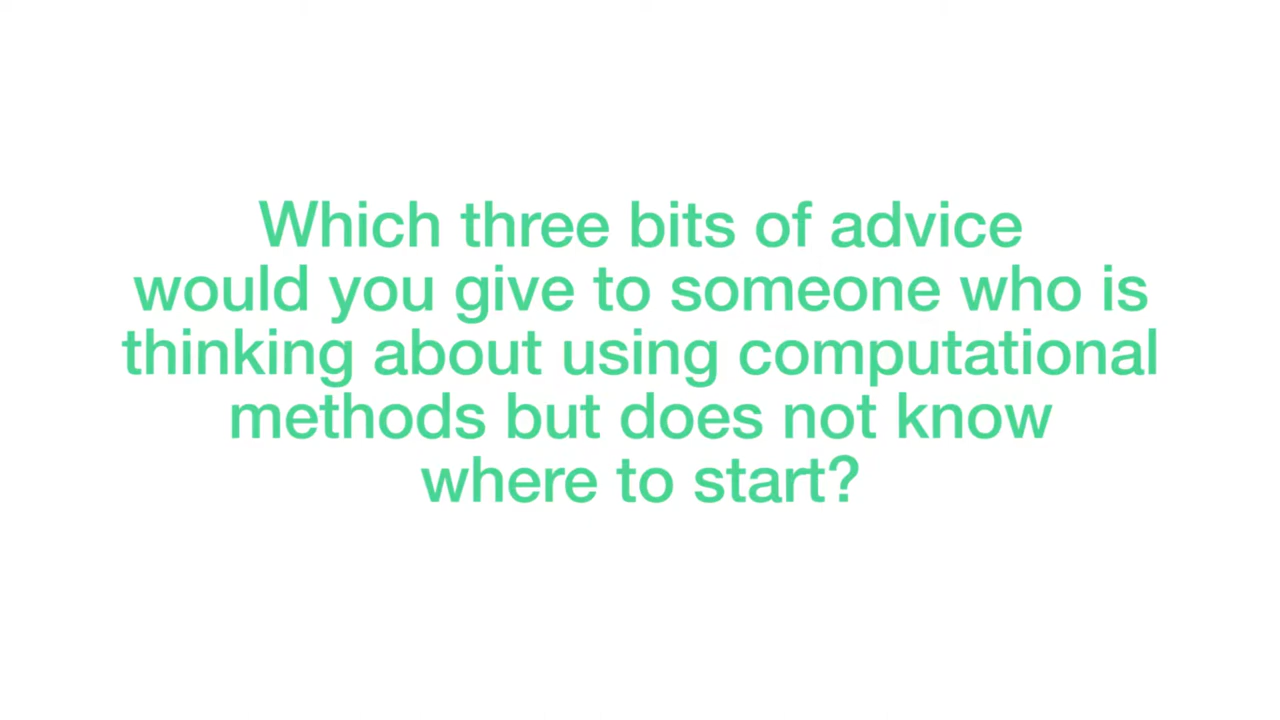 Which three bits of advice
would you give to someone who is
thinking about using computational
methods but does not know
where to start?